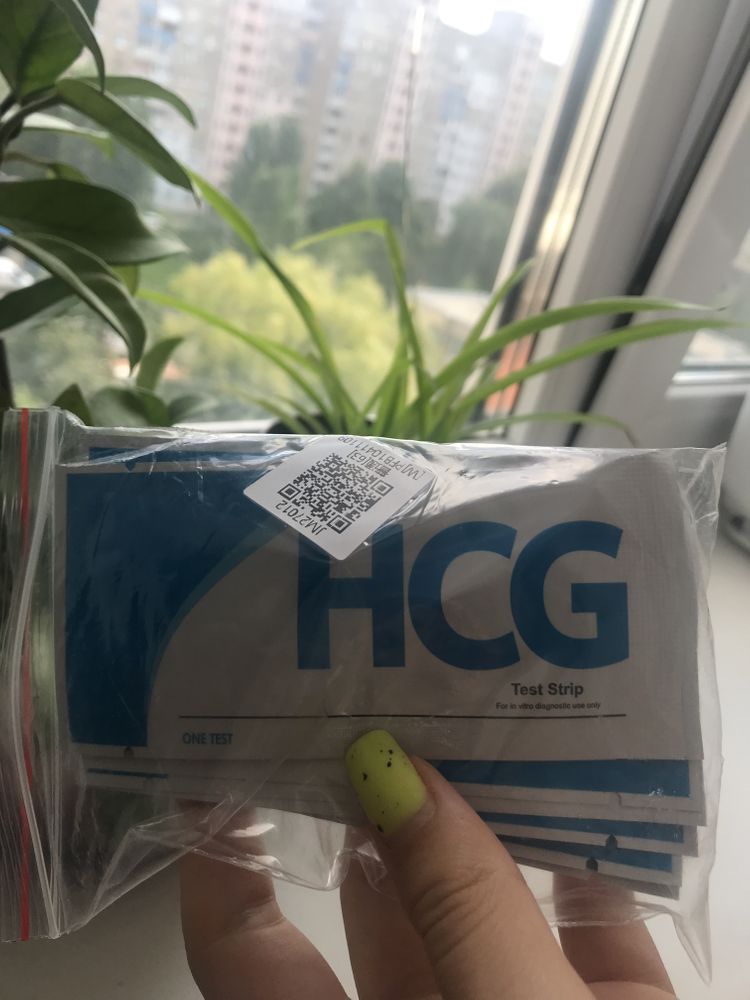 JM27012
HCG
Test Strip
For in vitro diagnostic use only
ONE TEST